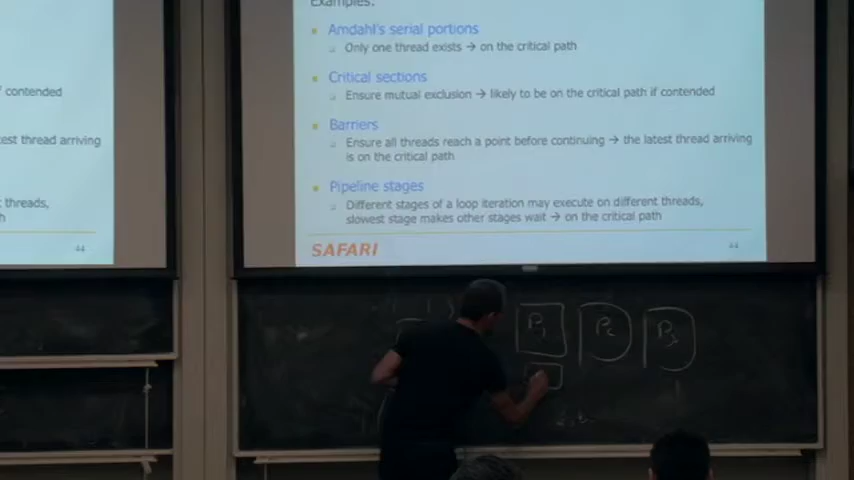 Examples:
Amdahl's serial portions
Only one thread exists → on the critical path
Critical sections
Ensure mutual exclusion → likely to be on the critical path if contended
Barriers
Ensure all threads reach a point before continuing → the latest thread arriving
is on the critical path
Pipeline stages
Different stages of a loop iteration may execute on different threads,
slowest stage makes other stages wait → on the critical path
SAFARI
44
f contended
est thread arriving
threads,
h
44
P1 P2 P3